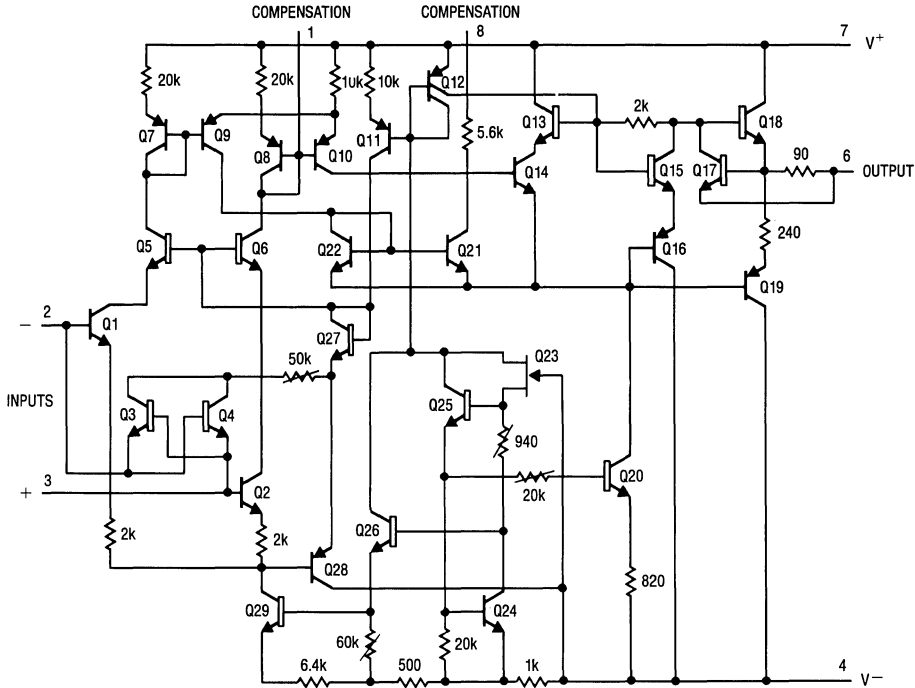 COMPENSATION COMPENSATION
1 8
7 V+
20k 20k 10k 10k Q12
2k
Q7 Q9 Q8 Q10 Q11 5.6k Q13 Q18
Q14 Q15 Q17 90 6 OUTPUT
Q5 Q6 Q22 Q21 Q16 240
Q19
− 2 Q1 Q27
50k Q23
INPUTS Q3 Q4 Q25
940
+ 3 Q2 20k Q20
2k 2k Q26
Q28
Q29 Q24 820
60k 20k
6.4k 500 1k 4 V−